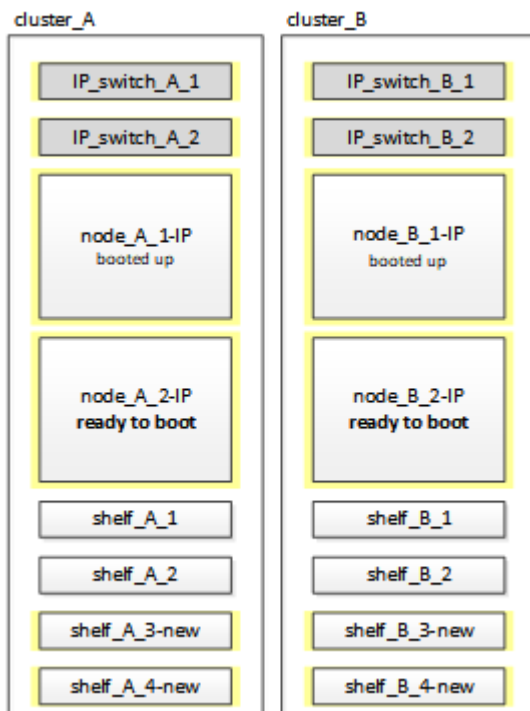 cluster_A
IP_switch_A_1
IP_switch_A_2
node_A_1-IP
booted up
node_A_2-IP
ready to boot
shelf_A_1
shelf_A_2
shelf_A_3-new
shelf_A_4-new
cluster_B
IP_switch_B_1
IP_switch_B_2
node_B_1-IP
booted up
node_B_2-IP
ready to boot
shelf_B_1
shelf_B_2
shelf_B_3-new
shelf_B_4-new